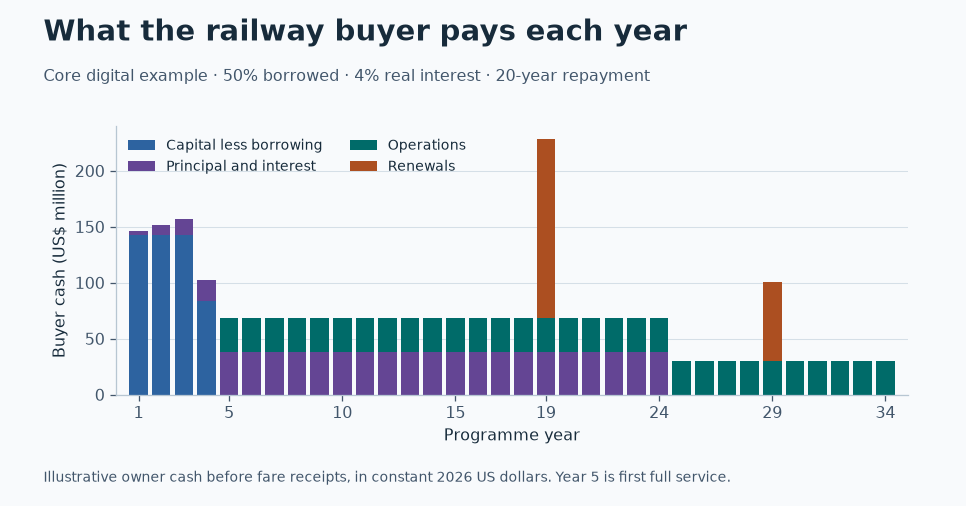 What the railway buyer pays each year
Core digital example · 50% borrowed · 4% real interest · 20-year repayment
Capital less borrowing
Principal and interest
Operations
Renewals
Buyer cash (US$ million)
200
150
100
50
0
1 5 10 15 19 24 29 34
Programme year
Illustrative owner cash before fare receipts, in constant 2026 US dollars. Year 5 is first full service.